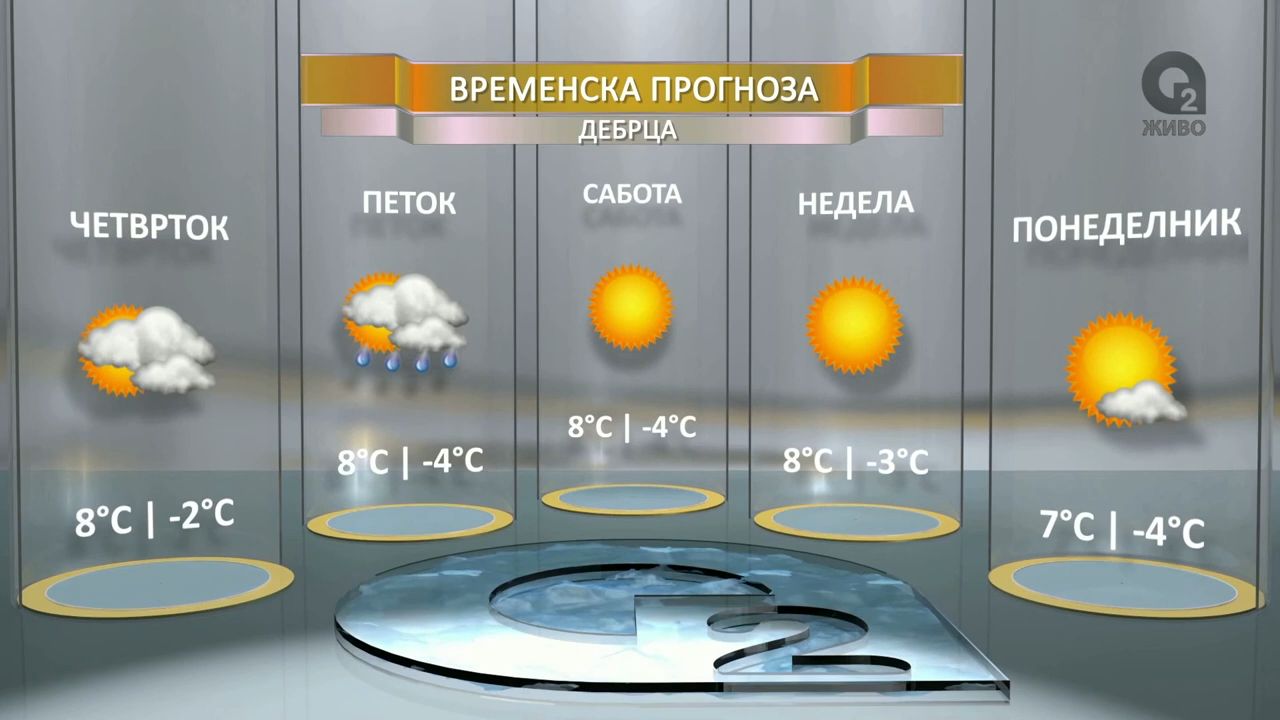 ВРЕМЕНСКА ПРОГНОЗА
ДЕБРЦА
2
ЖИВО
ЧЕТВРТОК
8°C | -2°C
ПЕТОК
8°C | -4°C
САБОТА
8°C | -4°C
НЕДЕЛА
8°C | -3°C
ПОНЕДЕЛНИК
7°C | -4°C
2